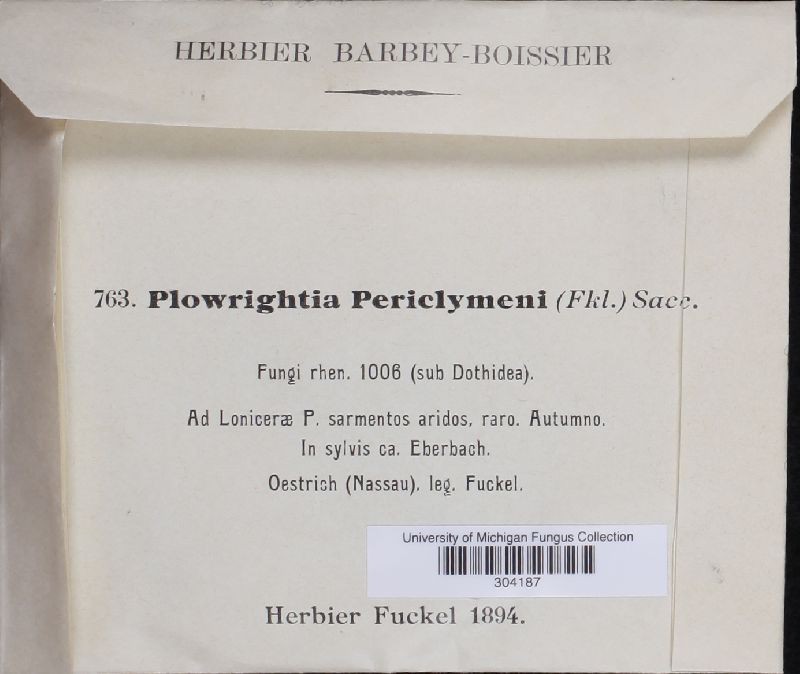 HERBIER BARBEY-BOISSIER
763. Plowrightia Periclymeni (Fkl.) Sacc.
Fungi rhen. 1006 (sub Dothidea).
Ad Loniceræ P. sarmentos aridos, raro. Autumno.
In sylvis ca. Eberbach.
Oestrich (Nassau), leg. Fuckel.
University of Michigan Fungus Collection
304187
Herbier Fuckel 1894.